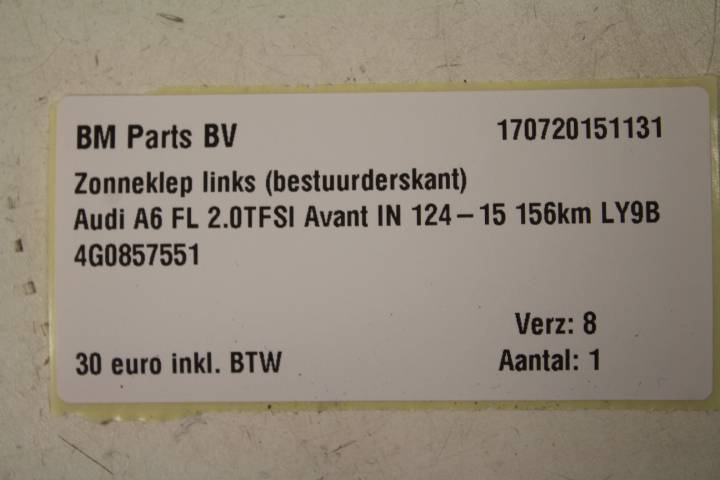 BM Parts BV 170720151131
Zonneklep links (bestuurderskant)
Audi A6 FL 2.0TFSI Avant IN 124-15 156km LY9B
4G0857551
Verz: 8
30 euro inkl. BTW Aantal: 1